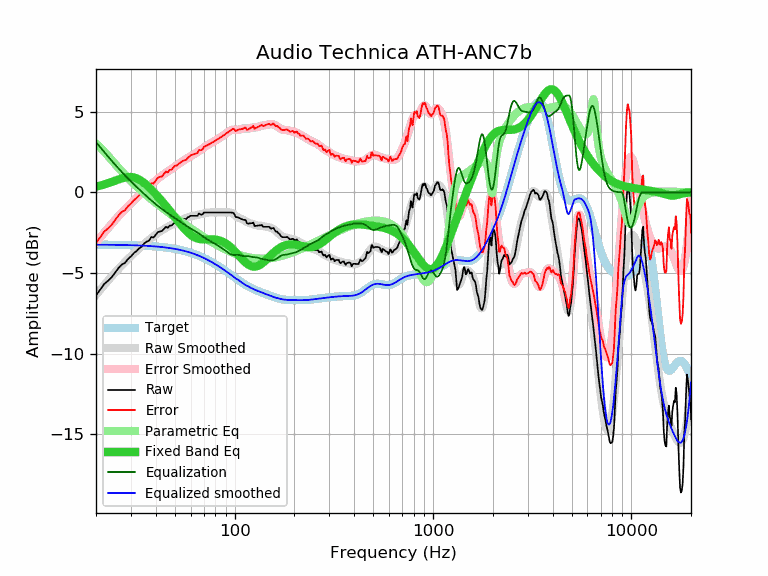 Audio Technica ATH-ANC7b
Amplitude (dBr)
5
0
−5
−10
−15
Target
Raw Smoothed
Error Smoothed
Raw
Error
Parametric Eq
Fixed Band Eq
Equalization
Equalized smoothed
100
1000
10000
Frequency (Hz)